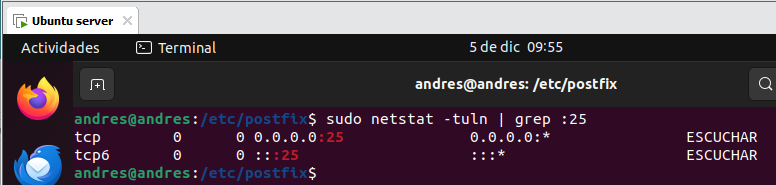 Ubuntu server
Actividades Terminal 5 de dic 09:55
andres@andres: /etc/postfix
andres@andres:/etc/postfix$ sudo netstat -tuln | grep :25
tcp 0 0 0.0.0.0:25 0.0.0.0:* ESCUCHAR
tcp6 0 0 :::25 :::* ESCUCHAR
andres@andres:/etc/postfix$